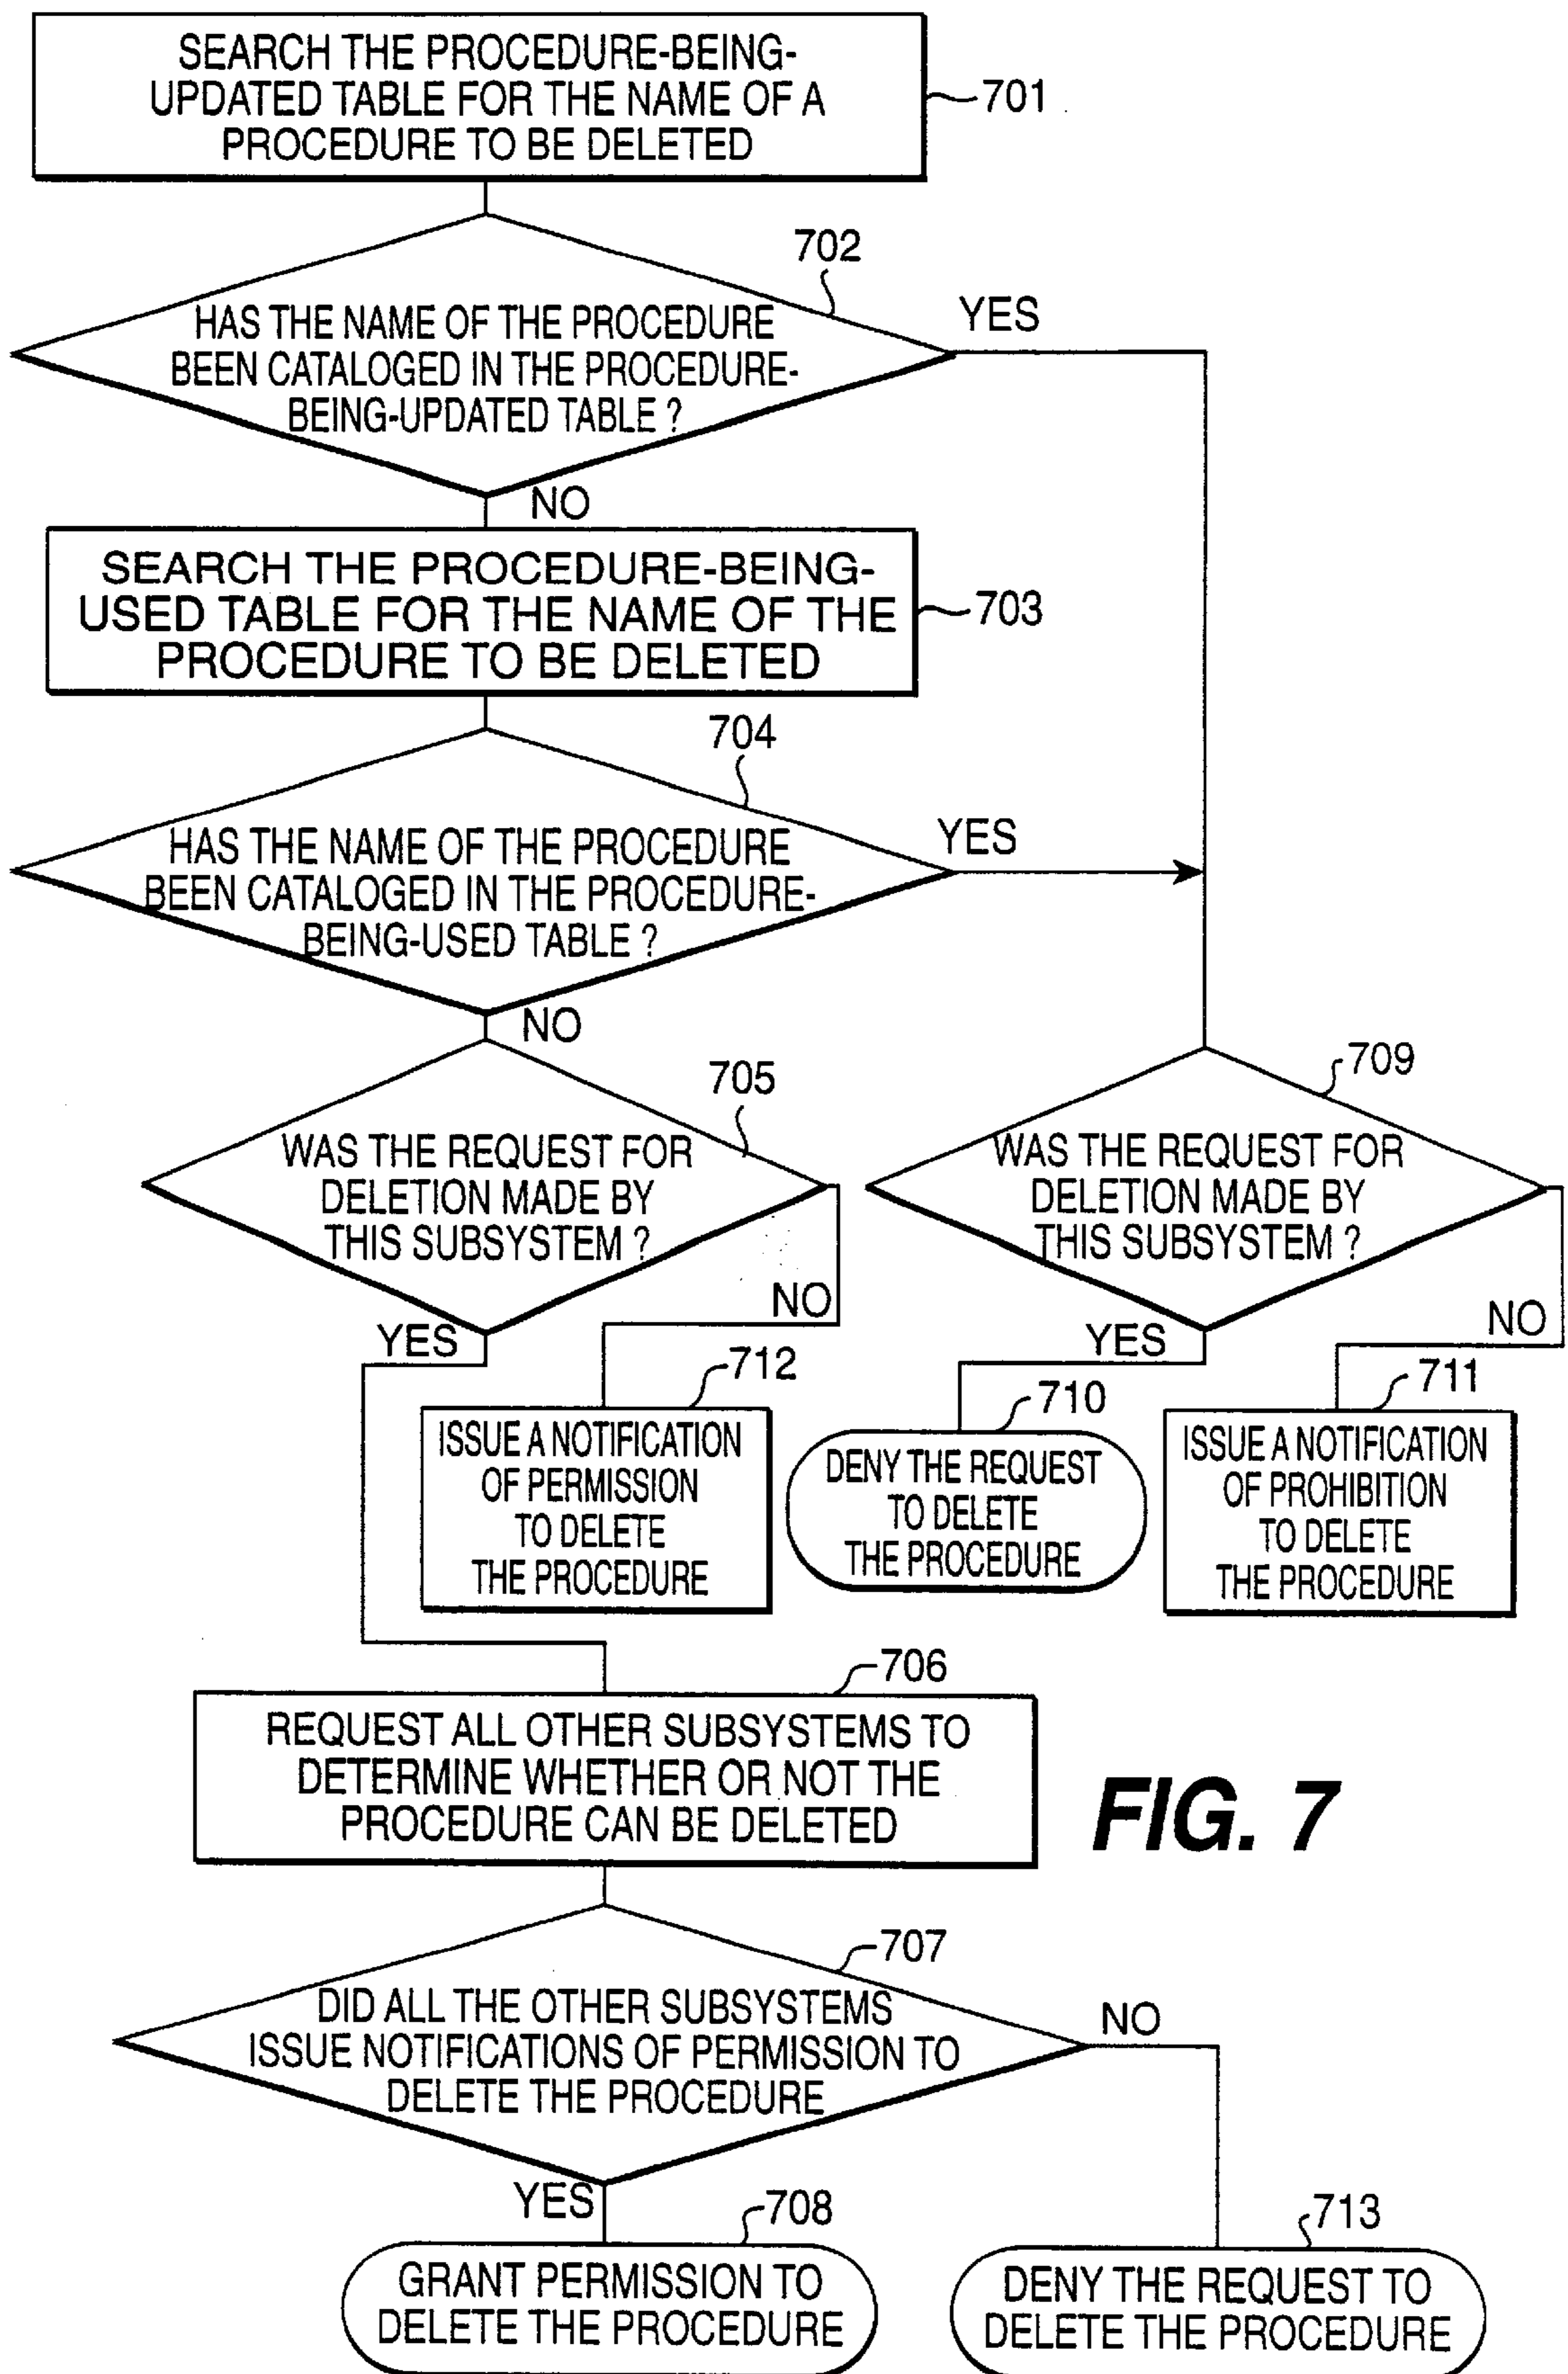 SEARCH THE PROCEDURE-BEING-
UPDATED TABLE FOR THE NAME OF A
PROCEDURE TO BE DELETED
701
702
HAS THE NAME OF THE PROCEDURE
BEEN CATALOGED IN THE PROCEDURE-
BEING-UPDATED TABLE ?
YES
NO
SEARCH THE PROCEDURE-BEING-
USED TABLE FOR THE NAME OF THE
PROCEDURE TO BE DELETED
703
704
HAS THE NAME OF THE PROCEDURE
BEEN CATALOGED IN THE PROCEDURE-
BEING-USED TABLE ?
YES
NO
705
WAS THE REQUEST FOR
DELETION MADE BY
THIS SUBSYSTEM ?
NO
YES
709
WAS THE REQUEST FOR
DELETION MADE BY
THIS SUBSYSTEM ?
NO
YES
712
ISSUE A NOTIFICATION
OF PERMISSION
TO DELETE
THE PROCEDURE
710
DENY THE REQUEST
TO DELETE
THE PROCEDURE
711
ISSUE A NOTIFICATION
OF PROHIBITION
TO DELETE
THE PROCEDURE
706
REQUEST ALL OTHER SUBSYSTEMS TO
DETERMINE WHETHER OR NOT THE
PROCEDURE CAN BE DELETED
FIG. 7
707
DID ALL THE OTHER SUBSYSTEMS
ISSUE NOTIFICATIONS OF PERMISSION TO
DELETE THE PROCEDURE
NO
YES
708
GRANT PERMISSION TO
DELETE THE PROCEDURE
713
DENY THE REQUEST TO
DELETE THE PROCEDURE